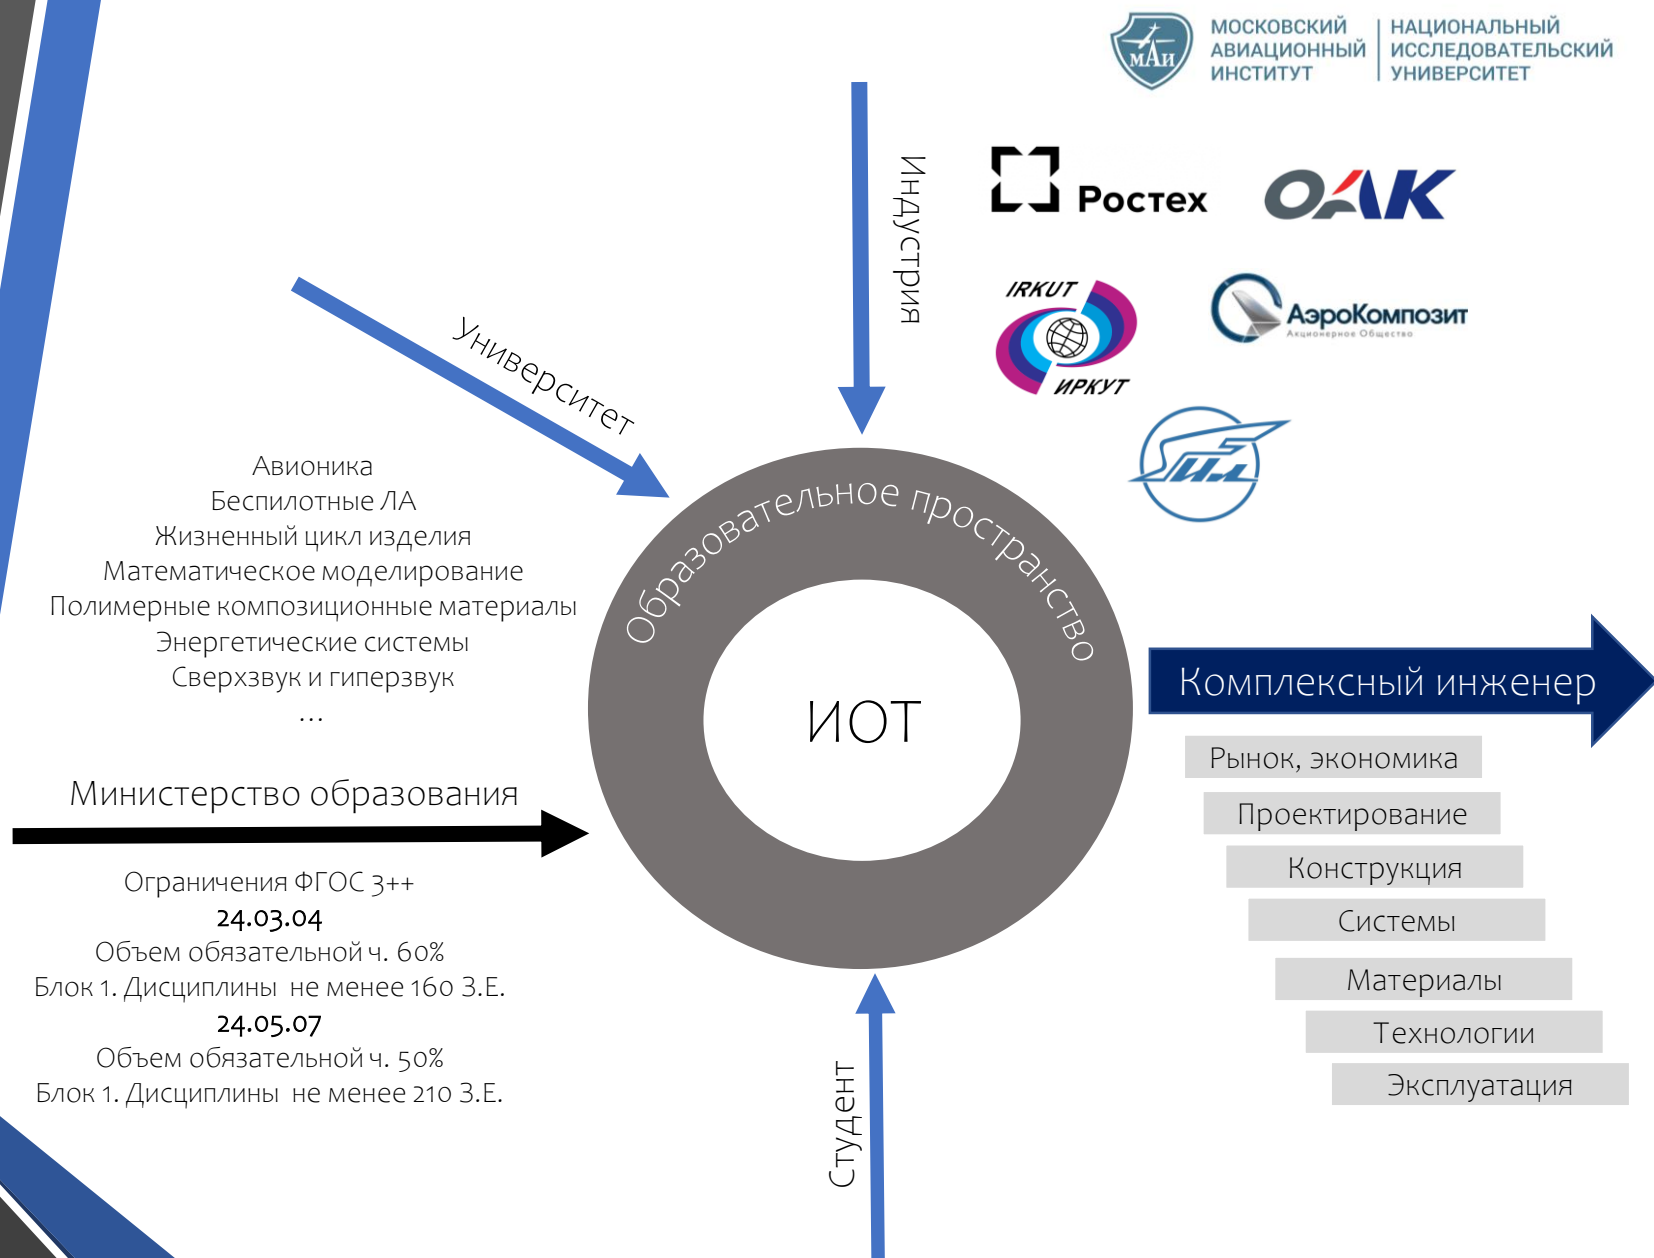 МОСКОВСКИЙ
АВИАЦИОННЫЙ
ИНСТИТУТ
НАЦИОНАЛЬНЫЙ
ИССЛЕДОВАТЕЛЬСКИЙ
УНИВЕРСИТЕТ
МАИ
Индустрия
Ростех
ОАК
IRKUT
ИРКУТ
АэроКомпозит
Акционерное Общество
Ил
Университет
Авионика
Беспилотные ЛА
Жизненный цикл изделия
Математическое моделирование
Полимерные композиционные материалы
Энергетические системы
Сверхзвук и гиперзвук
...
Образовательное пространство
ИОТ
Министерство образования
Ограничения ФГОС 3++
24.03.04
Объем обязательной ч. 60%
Блок 1. Дисциплины  не менее 160 З.Е.
24.05.07
Объем обязательной ч. 50%
Блок 1. Дисциплины  не менее 210 З.Е.
Студент
Комплексный инженер
Рынок, экономика
Проектирование
Конструкция
Системы
Материалы
Технологии
Эксплуатация